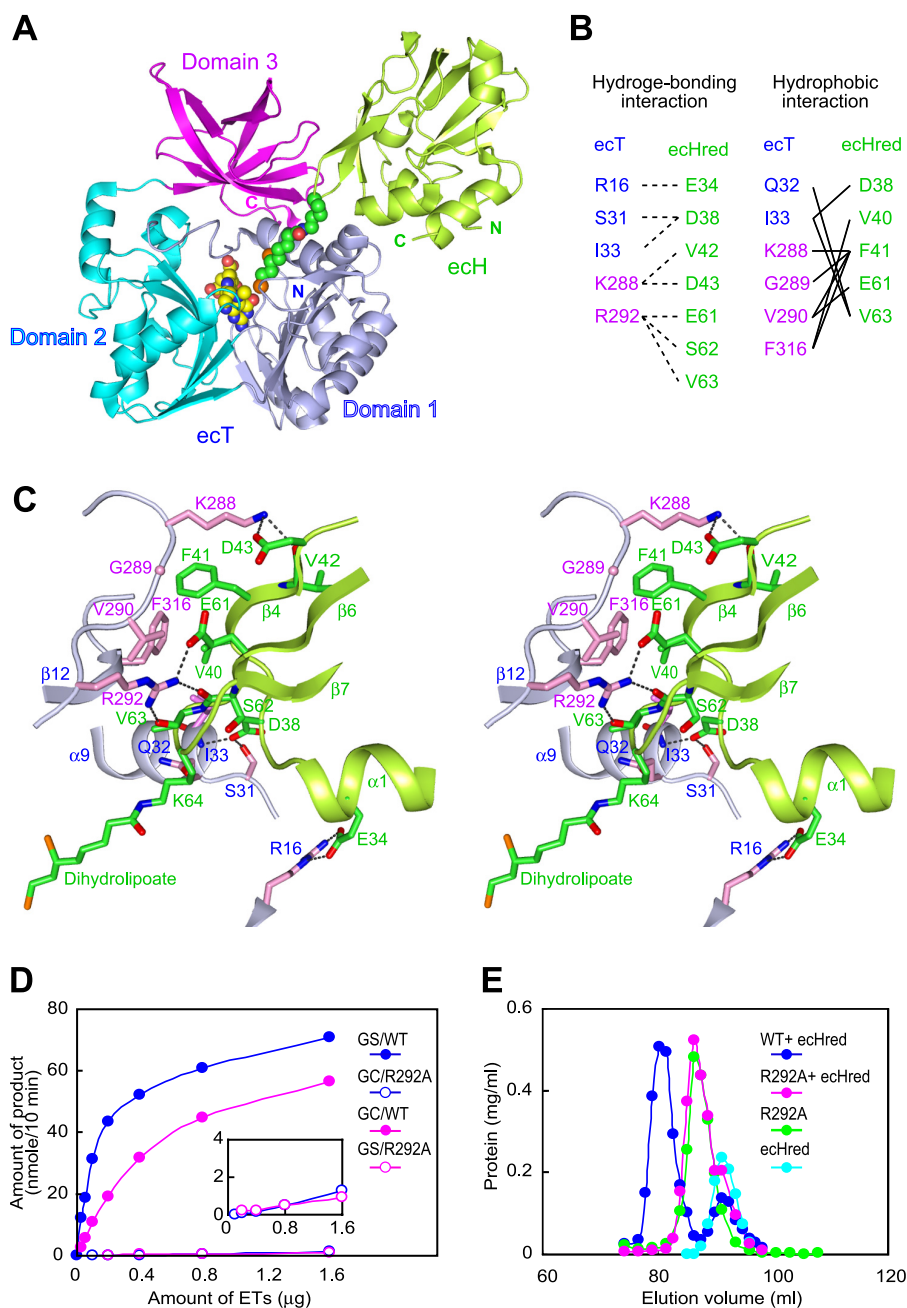 A
Domain 3
C
C
N
ecH
N
Domain 2
Domain 1
ecT
B
Hydroge-bonding
interaction
Hydrophobic
interaction
ecT
ecHred
ecT
ecHred
R16
E34
Q32
D38
S31
D38
I33
V40
I33
V42
K288
F41
K288
D43
G289
E61
R292
E61
V290
V63
S62
F316
V63
C
K288
D43
F41
V42
G289
V290
F316
E61
β4
β6
V40
β12
β7
R292
S62
V63
D38
α9
Q32
I33
K64
S31
α1
R16
E34
Dihydrolipoate
K288
D43
F41
V42
G289
V290
F316
E61
β4
β6
V40
β12
β7
R292
S62
V63
D38
α9
Q32
I33
K64
S31
α1
R16
E34
Dihydrolipoate
D
Amount of product
(nmole/10 min)
80
60
40
20
0
0
0.4
0.8
1.2
1.6
Amount of ETs (μg)
GS/WT
GC/R292A
GC/WT
GS/R292A
4
2
0
0
0.8
1.6
E
Protein (mg/ml)
0.6
0.4
0.2
0
60
80
100
120
Elution volume (ml)
WT+ ecHred
R292A+ ecHred
R292A
ecHred